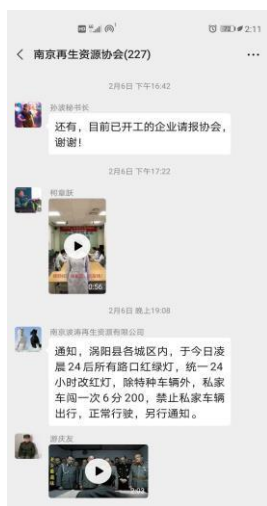 2:11
南京再生资源协会(227)
2月6日 下午16:42
孙波秘书长
还有，目前已开工的企业请报协会，
谢谢！
2月6日 下午17:22
柯章跃
0:56
2月6日 晚上19:08
南京波涛再生资源有限公司
通知，涡阳县各城区内，于今日凌
晨24后所有路口红绿灯，统一24
小时改红灯，除特种车辆外，私家
车闯一次6分200，禁止私家车辆
出行，正常行驶，另行通知。
游庆友